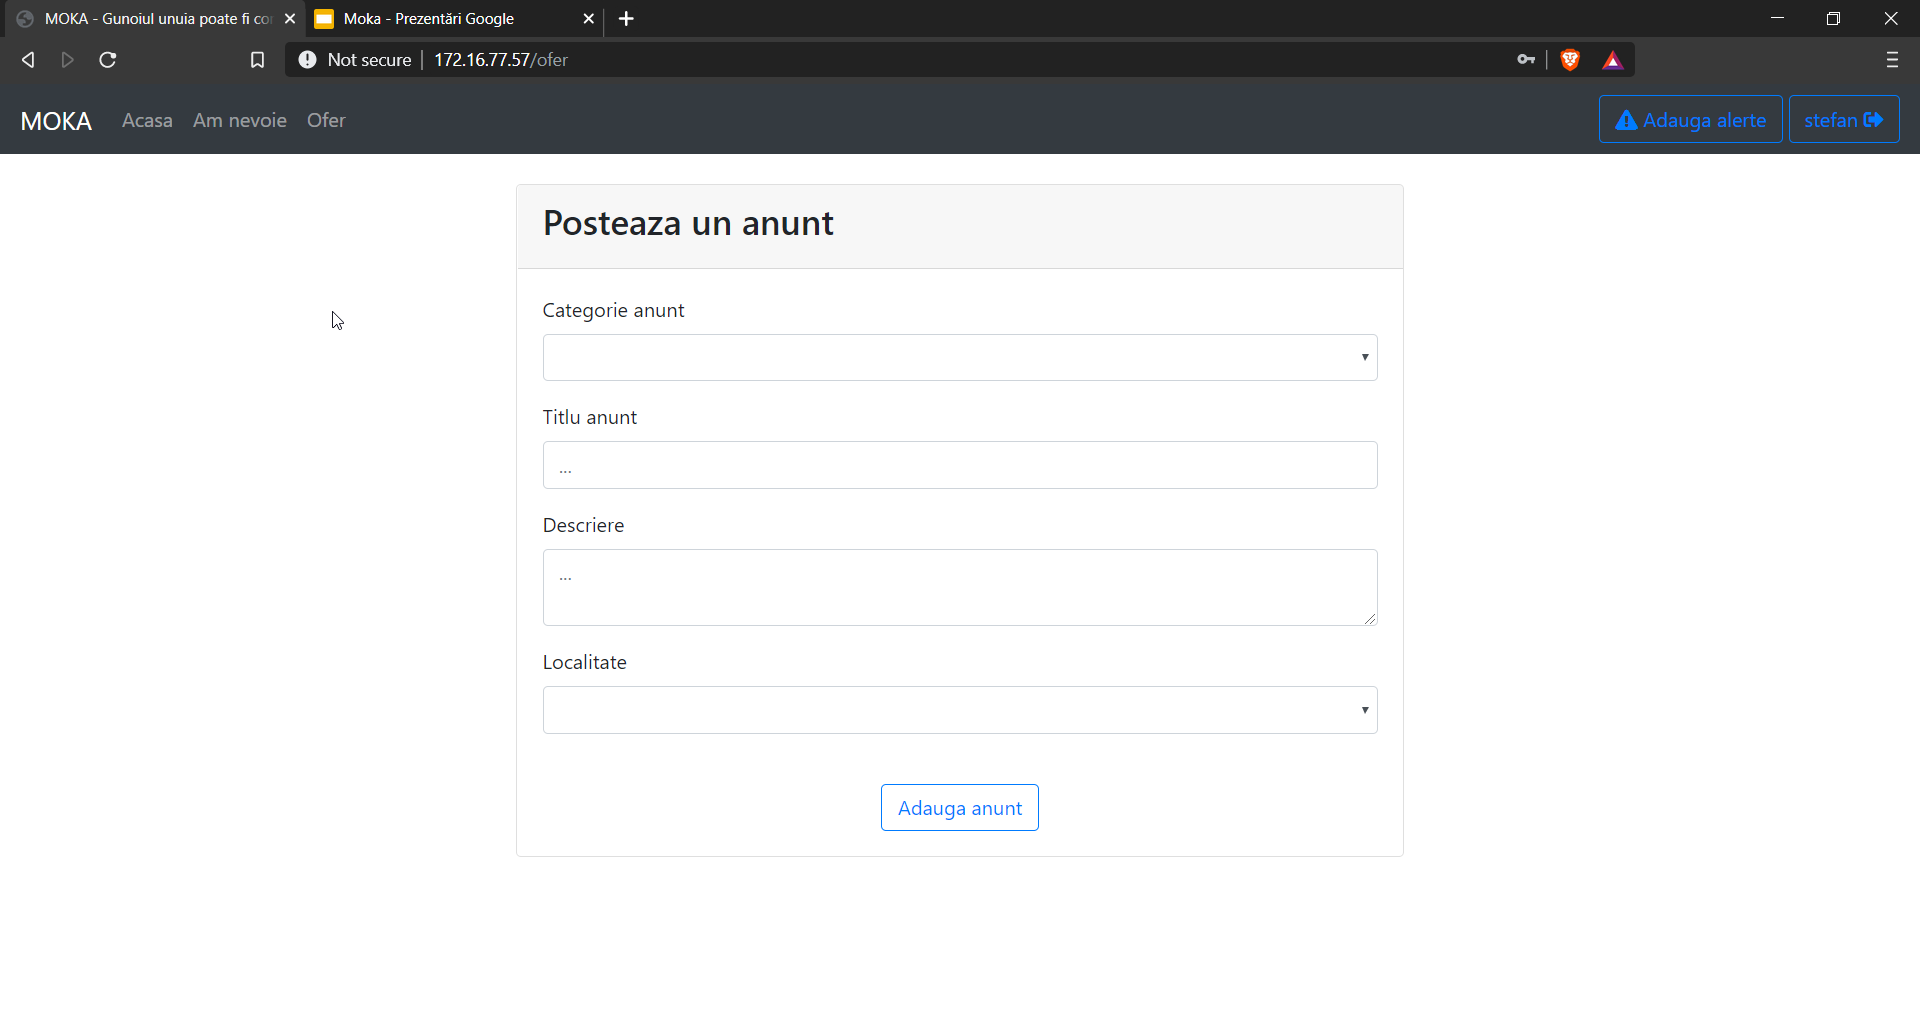 MOKA - Gunoiul unuia poate fi co
Moka - Prezentări Google
Not secure
172.16.77.57/ofer
MOKA
Acasa
Am nevoie
Ofer
Adauga alerte
stefan
Posteaza un anunt
Categorie anunt
Titlu anunt
...
Descriere
...
Localitate
Adauga anunt